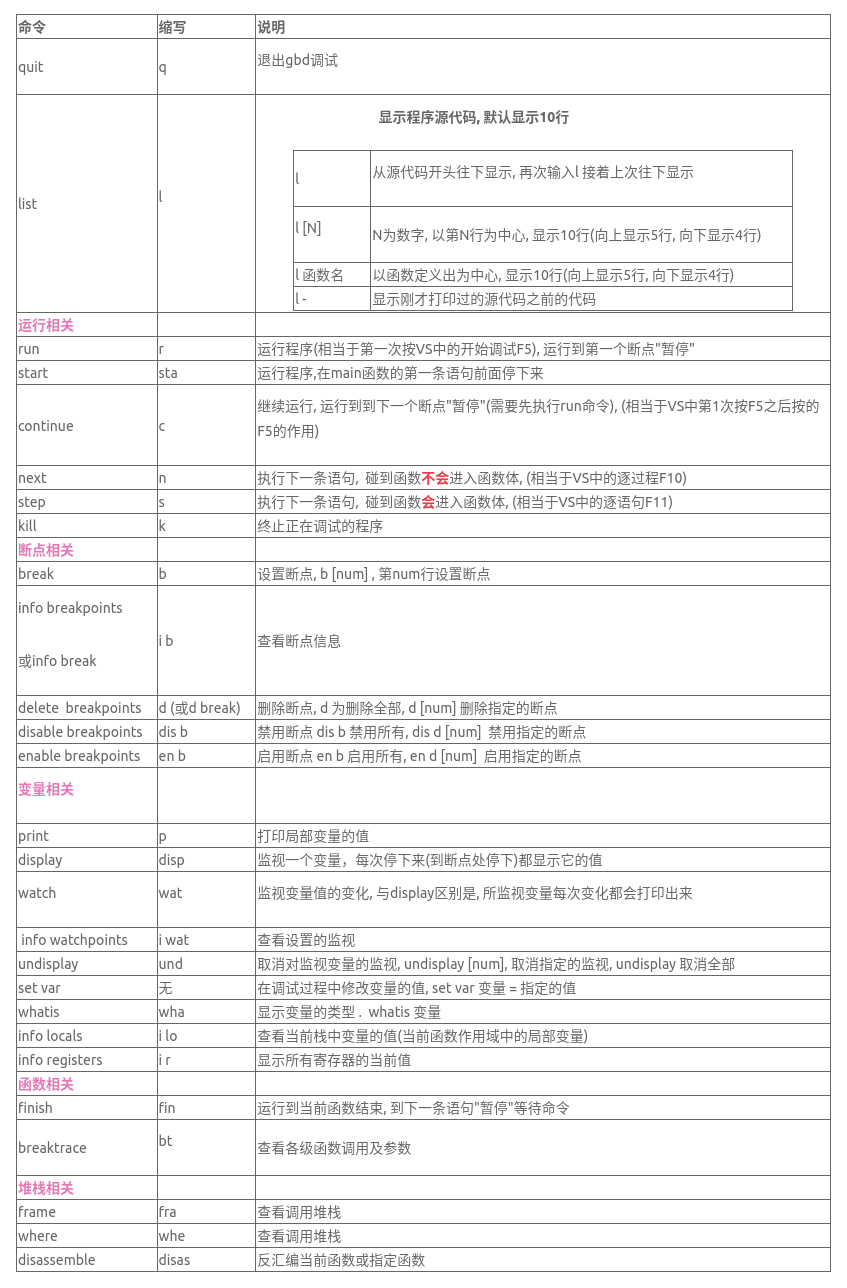 命令 缩写 说明
quit q 退出gbd调试
list l 显示程序源代码, 默认显示10行
l 从源代码开头往下显示, 再次输入l 接着上次往下显示
l [N] N为数字, 以第N行为中心, 显示10行(向上显示5行, 向下显示4行)
l 函数名 以函数定义出为中心, 显示10行(向上显示5行, 向下显示4行)
l - 显示刚才打印过的源代码之前的代码
运行相关
run r 运行程序(相当于第一次按VS中的开始调试F5), 运行到第一个断点"暂停"
start sta 运行程序,在main函数的第一条语句前面停下来
continue c 继续运行, 运行到到下一个断点"暂停"(需要先执行run命令), (相当于VS中第1次按F5之后按的
F5的作用)
next n 执行下一条语句, 碰到函数不会进入函数体, (相当于VS中的逐过程F10)
step s 执行下一条语句, 碰到函数会进入函数体, (相当于VS中的逐语句F11)
kill k 终止正在调试的程序
断点相关
break b 设置断点, b [num] , 第num行设置断点
info breakpoints
或info break i b 查看断点信息
delete breakpoints d (或d break) 删除断点, d 为删除全部, d [num] 删除指定的断点
disable breakpoints dis b 禁用断点 dis b 禁用所有, dis d [num] 禁用指定的断点
enable breakpoints en b 启用断点 en b 启用所有, en d [num] 启用指定的断点
变量相关
print p 打印局部变量的值
display disp 监视一个变量，每次停下来(到断点处停下)都显示它的值
watch wat 监视变量值的变化, 与display区别是, 所监视变量每次变化都会打印出来
info watchpoints i wat 查看设置的监视
undisplay und 取消对监视变量的监视, undisplay [num], 取消指定的监视, undisplay 取消全部
set var 无 在调试过程中修改变量的值, set var 变量 = 指定的值
whatis wha 显示变量的类型 . whatis 变量
info locals i lo 查看当前栈中变量的值(当前函数作用域中的局部变量)
info registers i r 显示所有寄存器的当前值
函数相关
finish fin 运行到当前函数结束, 到下一条语句"暂停"等待命令
breaktrace bt 查看各级函数调用及参数
堆栈相关
frame fra 查看调用堆栈
where whe 查看调用堆栈
disassemble disas 反汇编当前函数或指定函数